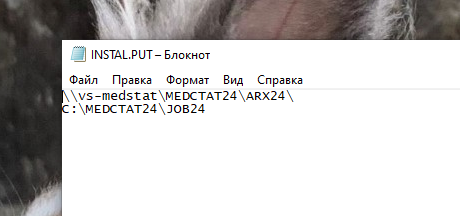 INSTAL.PUT – Блокнот
Файл Правка Формат Вид Справка
\\vs-medstat\MEDCTAT24\ARX24\
C:\MEDCTAT24\JOB24